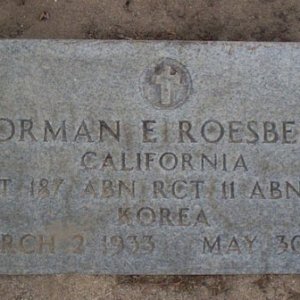 ORMAN E ROESBE
CALIFORNIA
T 187 ABN RCT 11 ABN
KOREA
RCH 2 1933 MAY 30